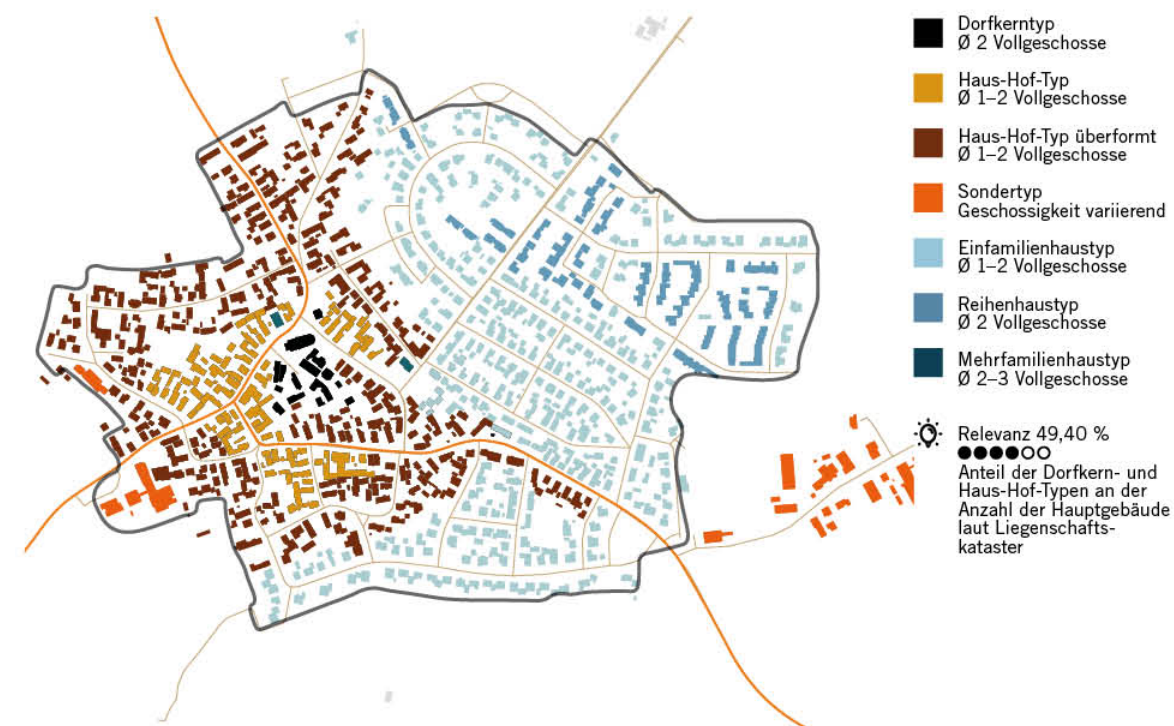 Dorfkerntyp
Ø 2 Vollgeschosse
Haus-Hof-Typ
Ø 1–2 Vollgeschosse
Haus-Hof-Typ überformt
Ø 1–2 Vollgeschosse
Sondertyp
Geschossigkeit variierend
Einfamilienhaustyp
Ø 1–2 Vollgeschosse
Reihenhaustyp
Ø 2 Vollgeschosse
Mehrfamilienhaustyp
Ø 2–3 Vollgeschosse
Relevanz 49,40 %
Anteil der Dorfkern- und
Haus-Hof-Typen an der
Anzahl der Hauptgebäude
laut Liegenschafts-
kataster